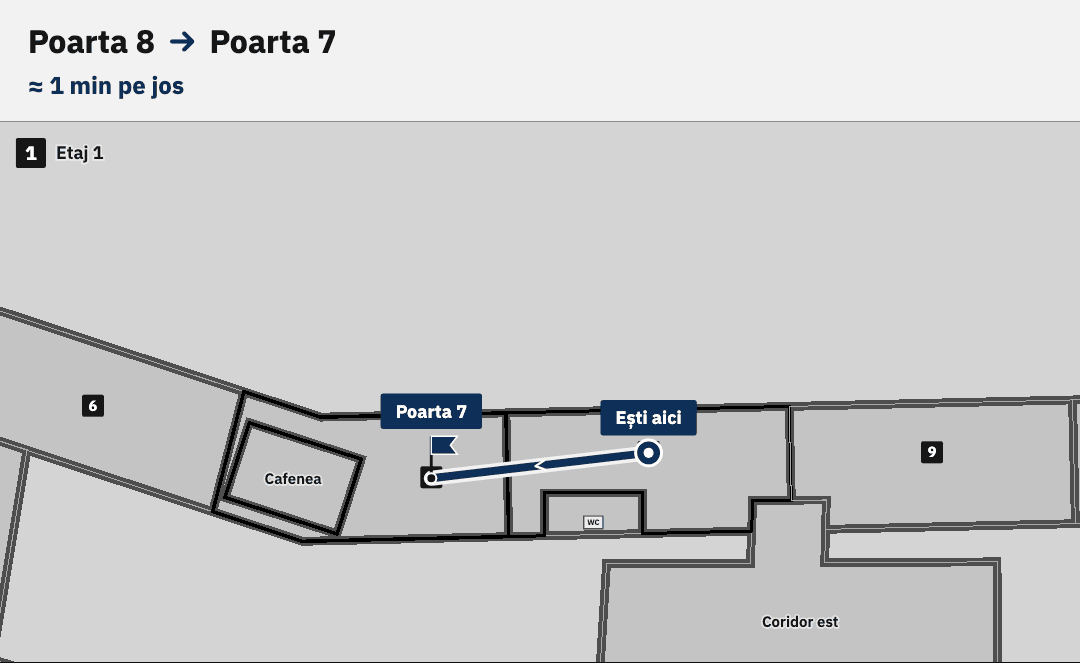 Poarta 8 → Poarta 7
≈ 1 min pe jos
1 Etaj 1
6
Poarta 7
Ești aici
9
Cafenea
WC
Coridor est